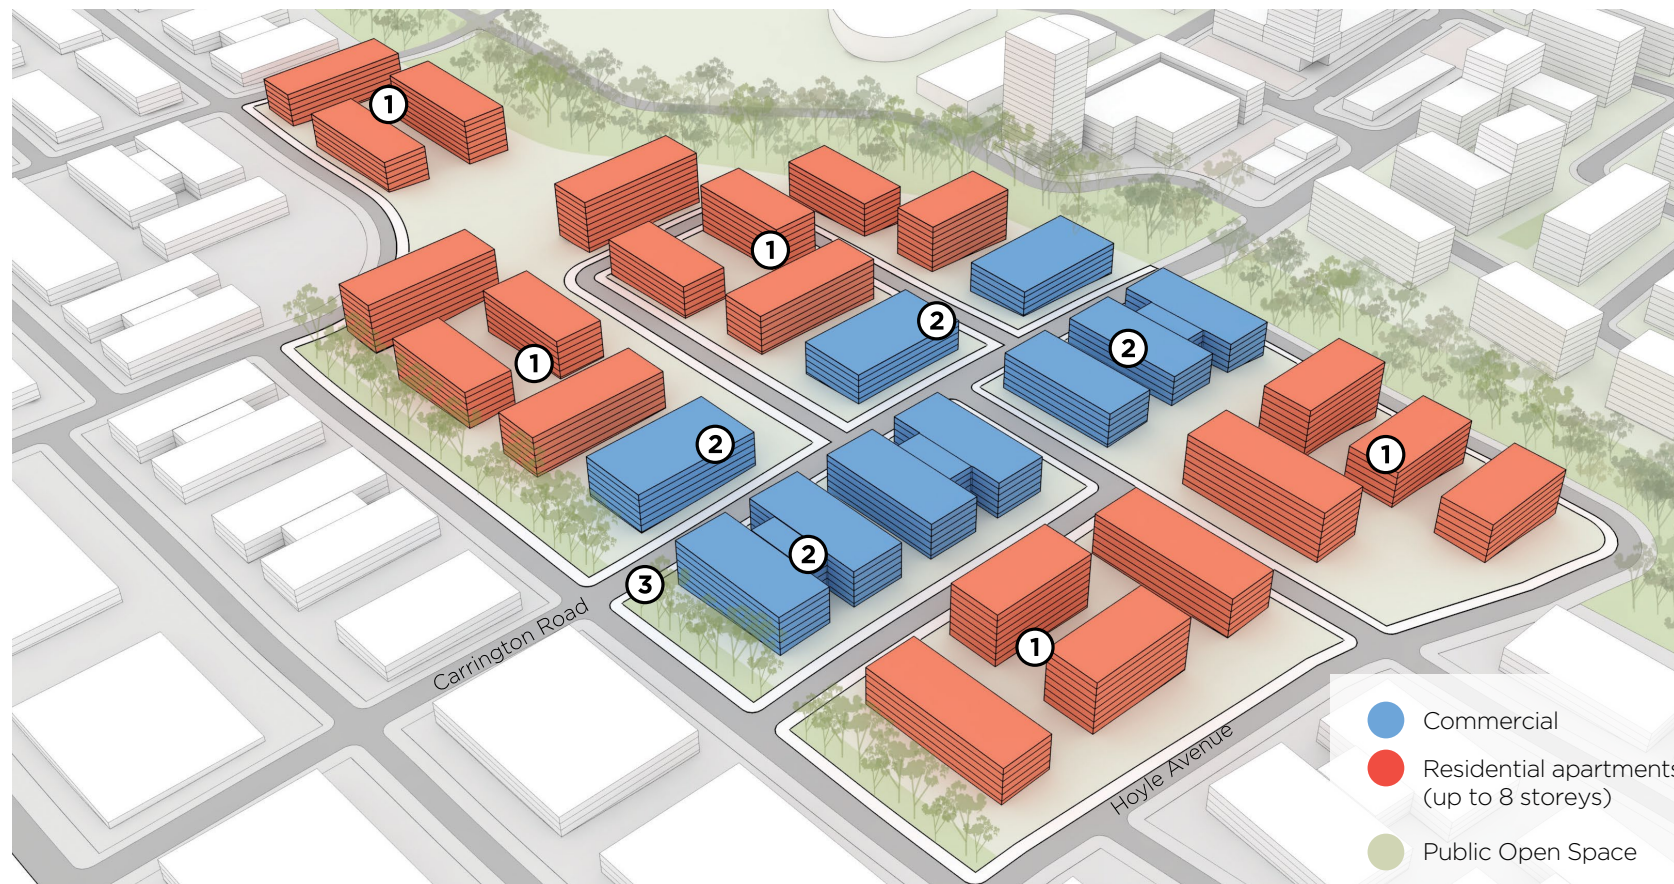 1
1
2
2
1
1
2
2
3
1
Carrington Road
Hoyle Avenue
Commercial
Residential apartments
(up to 8 storeys)
Public Open Space